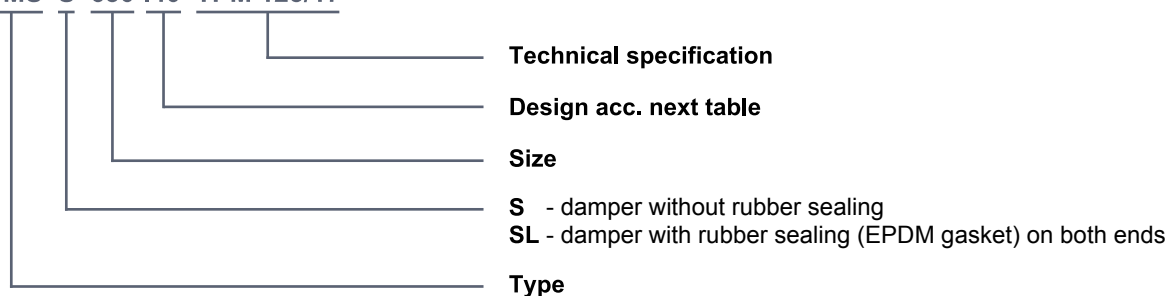 Technical specification
Design acc. next table
Size
S - damper without rubber sealing
SL - damper with rubber sealing (EPDM gasket) on both ends
Type